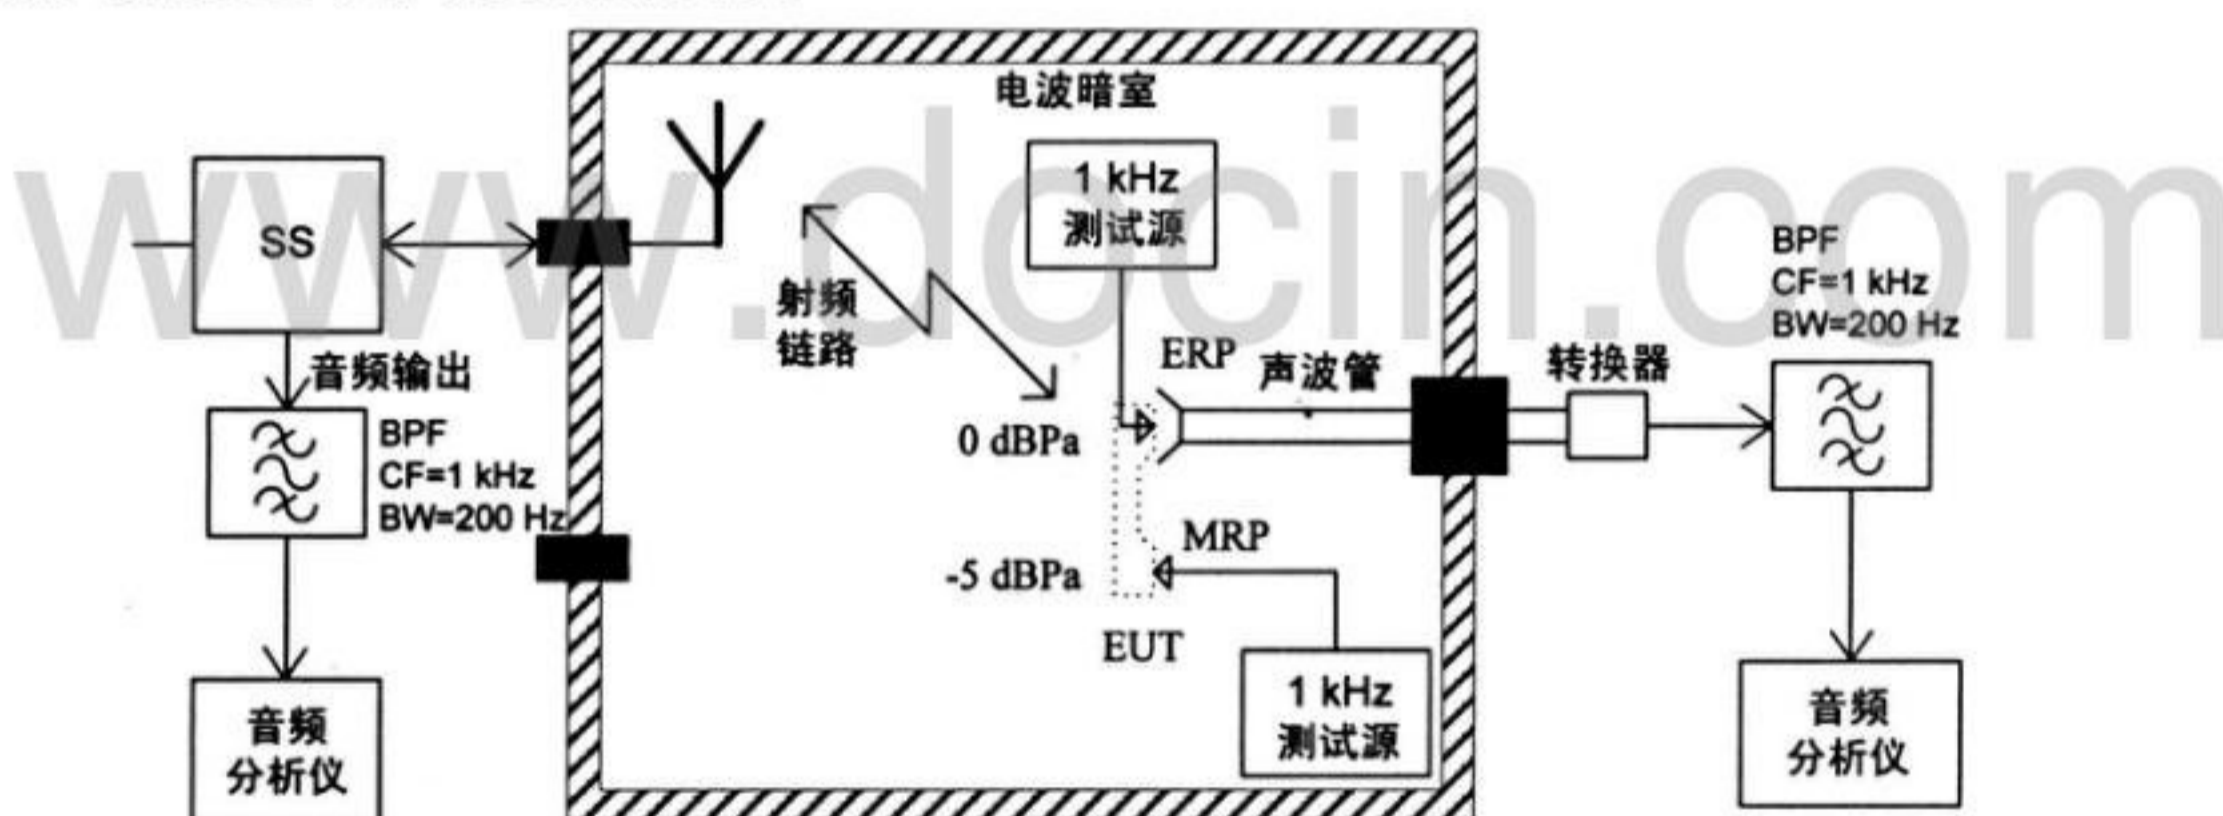 电波暗室
1 kHz
测试源
SS
射频
链路
音频输出
BPF
CF=1 kHz
BW=200 Hz
音频
分析仪
ERP
声波管
转换器
0 dBPa
MRP
-5 dBPa
EUT
1 kHz
测试源
BPF
CF=1 kHz
BW=200 Hz
音频
分析仪
www.docin.com